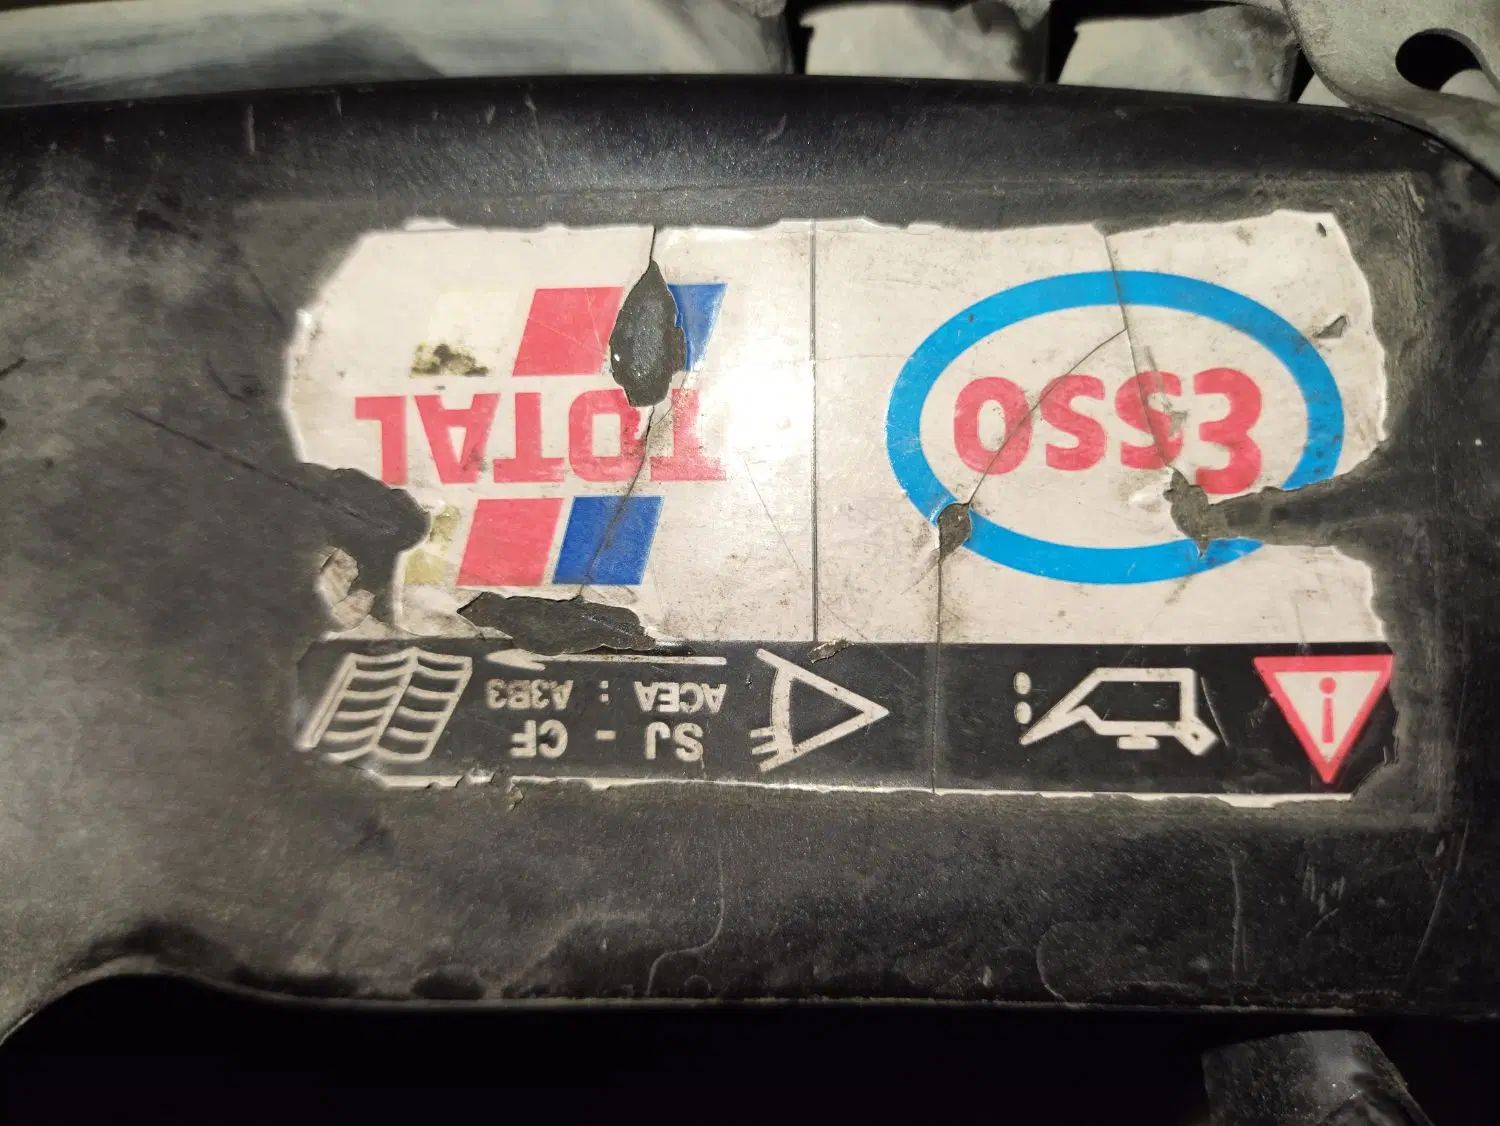 ESSO
TOTAL
SJ - CF
ACEA : A3B3